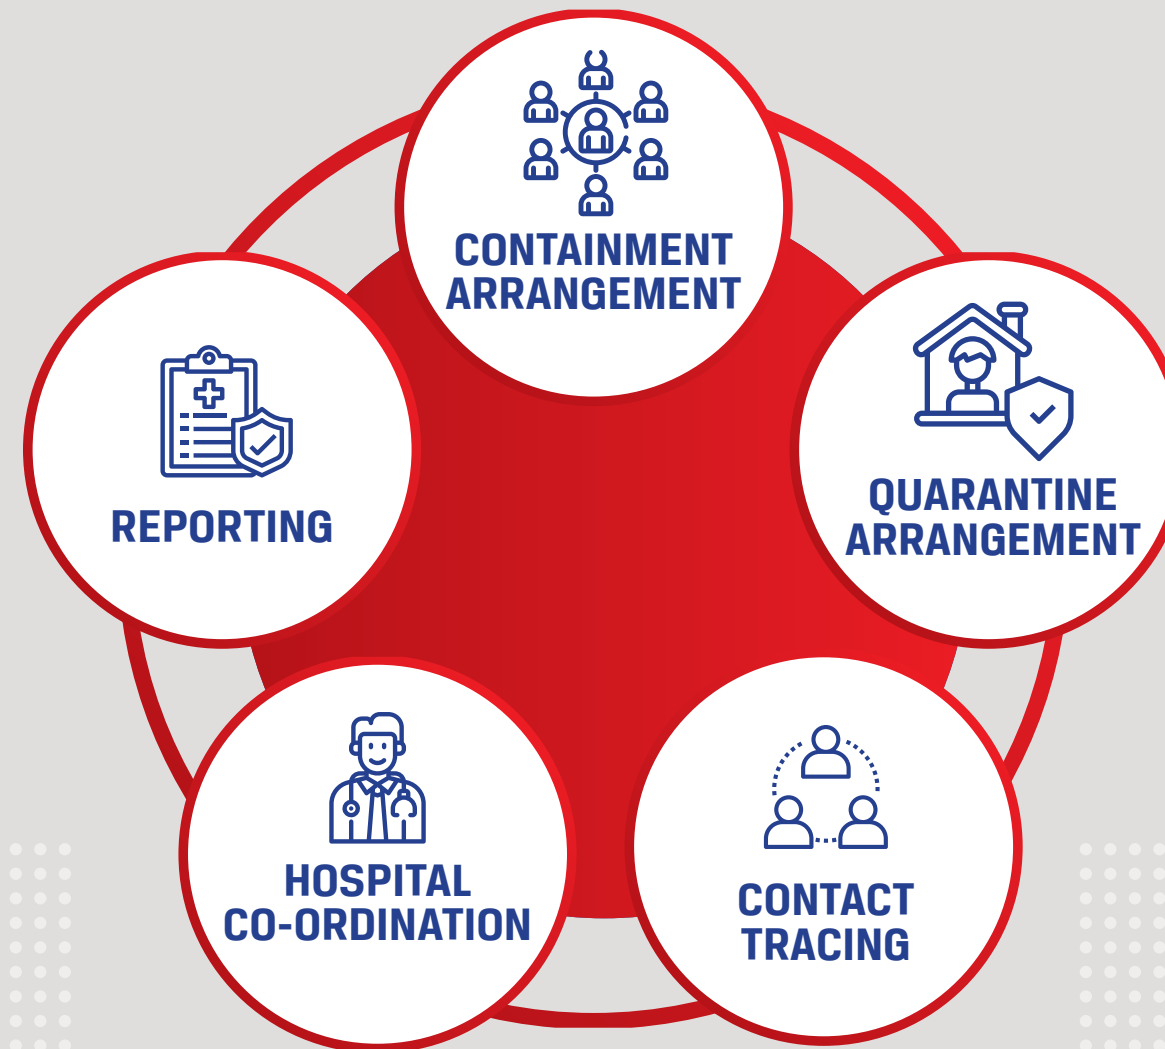 CONTAINMENT
ARRANGEMENT
QUARANTINE
ARRANGEMENT
CONTACT
TRACING
HOSPITAL
CO-ORDINATION
REPORTING